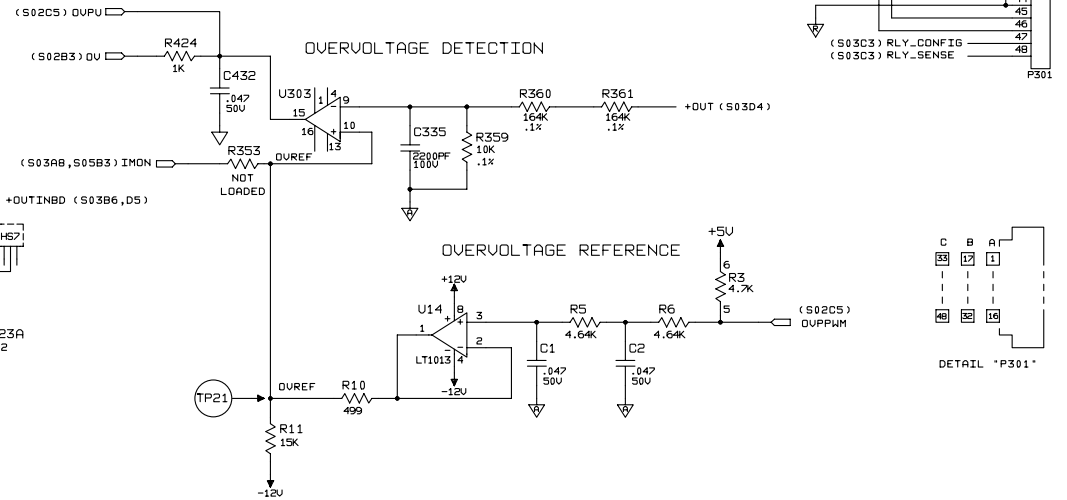 (S02C5) OVPU
44
45
46
47
48
(S02B3) OV
R424
1K
OVERVOLTAGE DETECTION
(S03C3) RLY_CONFIG
(S03C3) RLY_SENSE
R
P301
C432
.047
50V
U303
1
4
9
15
10
16
13
R360
164K
.1%
R361
164K
.1%
+OUT (S03D4)
C335
2200PF
100V
R359
10K
.1%
(S03A8,S05B3) IMON
R353
NOT
LOADED
OVREF
A
+OUTINBD (S03B6,D5)
HS7
OVERVOLTAGE REFERENCE
+5V
6
R3
4.7K
5
C B A
33 17 1
48 32 16
DETAIL "P301"
23A
2
+12V
U14
8
3
1
2
LT1013
4
-12V
R5
4.64K
R6
4.64K
(S02C5)
OVPPWM
C1
.047
50V
C2
.047
50V
A
A
TP21
OVREF
R10
499
R11
15K
-12V